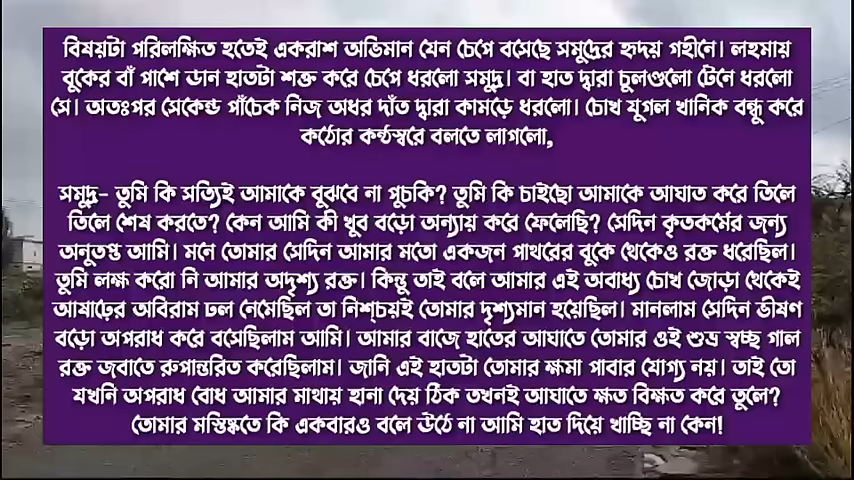 বিষয়টা পরিলক্ষিত হতেই একরাশ অভিমান যেন চেপে বসেছে সমুদ্রের হৃদয় গহীনে। লহমায়
বুকের বাঁ পাশে ডান হাতটা শক্ত করে চেপে ধরলো সমুদ্র। বা হাত দ্বারা চুলগুলো টেনে ধরলো
সে। অতঃপর সেকেন্ড পাঁচেক নিজ অধর দাঁত দ্বারা কামড়ে ধরলো। চোখ যুগল খানিক বন্ধু করে
কঠোর কন্ঠস্বরে বলতে লাগলো,
সমুদ্র- তুমি কি সত্যিই আমাকে বুঝবে না পুচকি? তুমি কি চাইছো আমাকে আঘাত করে তিলে
তিলে শেষ করতে? কেন আমি কী খুব বড়ো অন্যায় করে ফেলেছি? সেদিন কৃতকর্মের জন্য
অনুতপ্ত আমি। মনে তোমার সেদিন আমার মতো একজন পাথরের বুকে থেকেও রক্ত ধরেছিল।
তুমি লক্ষ করো নি আমার অদৃশ্য রক্ত। কিন্তু তাই বলে আমার এই অবাধ্য চোখ জোড়া থেকেই
আষাঢ়ের অবিরাম ঢল নেমেছিল তা নিশ্চয়ই তোমার দৃশ্যমান হয়েছিল। মানলাম সেদিন ভীষণ
বড়ো অপরাধ করে বসেছিলাম আমি। আমার বাজে হাতের আঘাতে তোমার ওই শুভ্র স্বচ্ছ গাল
রক্ত জবাতে রুপান্তরিত করেছিলাম। জানি এই হাতটা তোমার ক্ষমা পাবার যোগ্য নয়। তাই তো
যখনি অপরাধ বোধ আমার মাথায় হানা দেয় ঠিক তখনই আঘাতে ক্ষত বিক্ষত করে তুলে?
তোমার মস্তিষ্কতে কি একবারও বলে উঠে না আমি হাত দিয়ে খাচ্ছি না কেন!